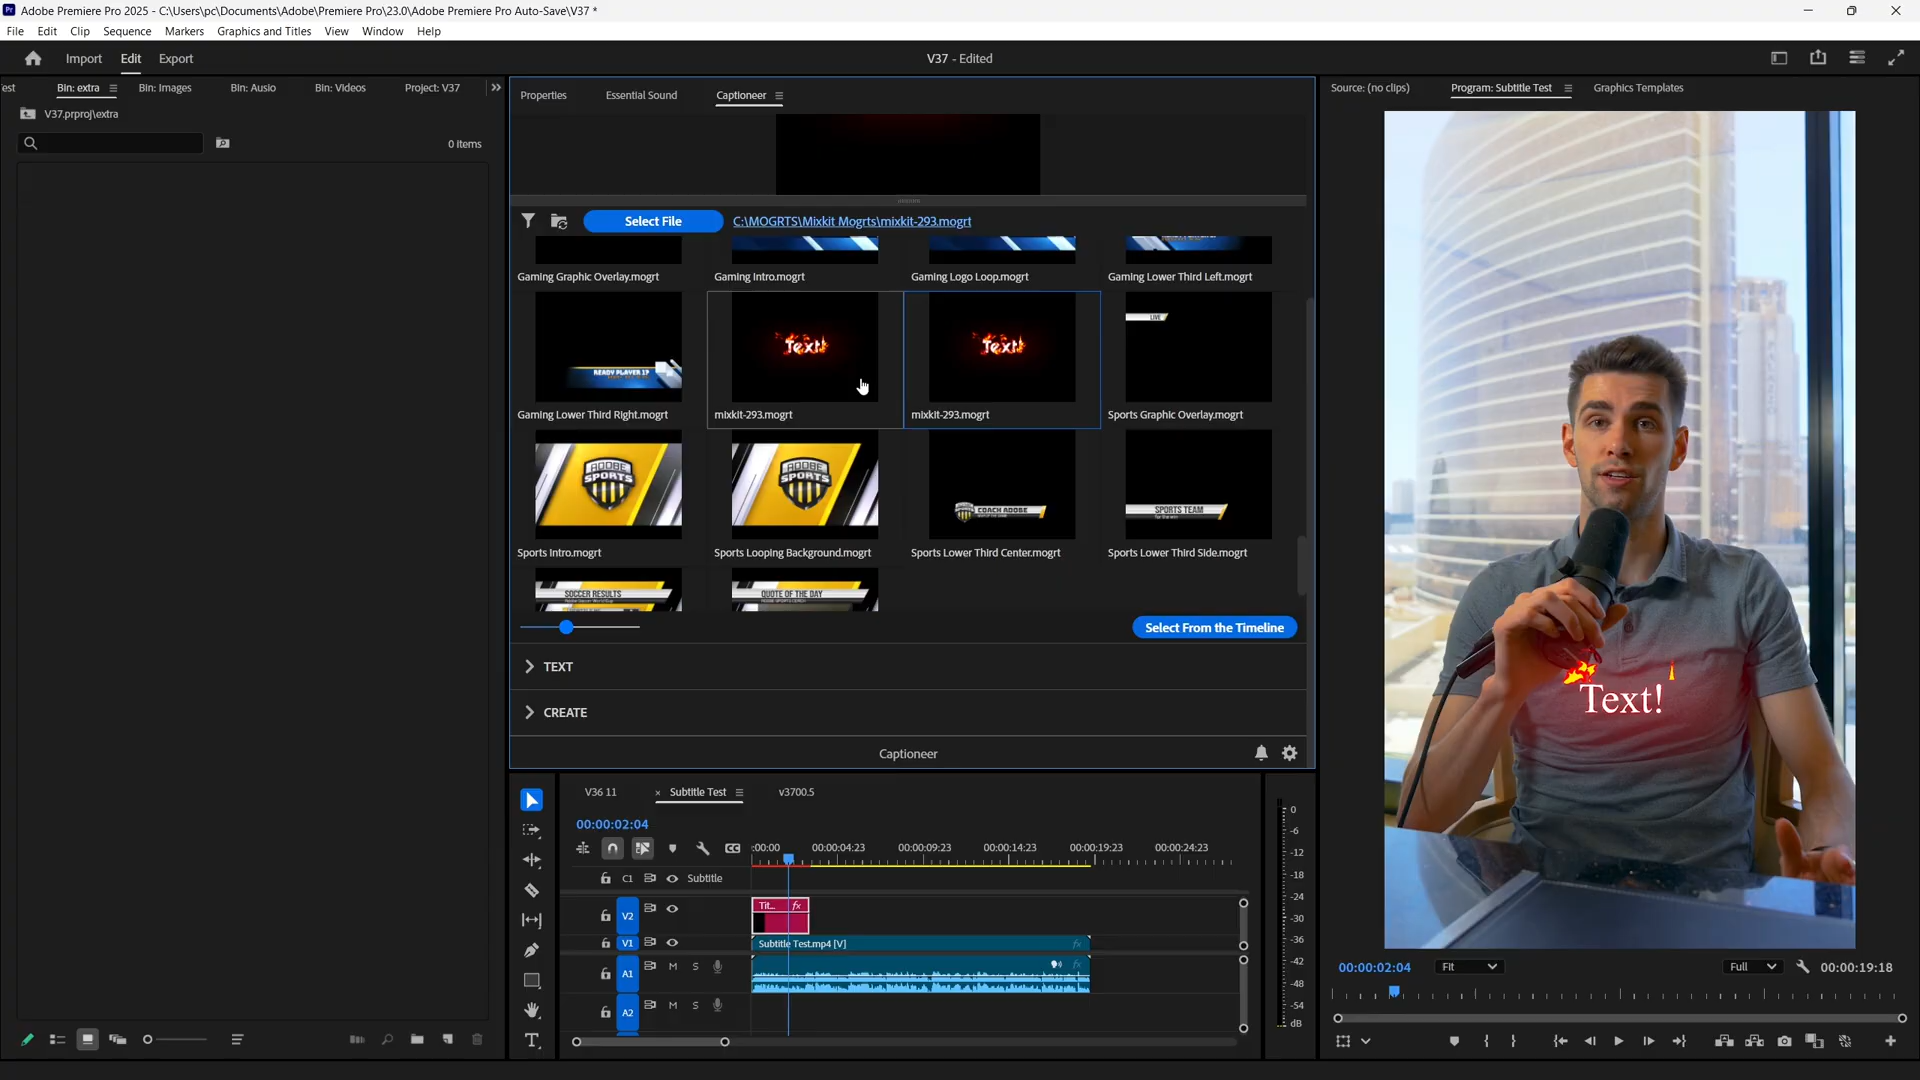 Adobe Premiere Pro 2025 - C:\Users\pc\Documents\Adobe\Premiere Pro\23.0\Adobe Premiere Pro Auto-Save\V37 *
File Edit Clip Sequence Markers Graphics and Titles View Window Help
Import Edit Export
V37 - Edited
est Bin: extra Bin: Images Bin: Audio Bin: Videos Project: V37
V37.prproj\extra
0 items
Properties Essential Sound Captioneer
Select File C:\MOGRTS\Mixkit Mogrts\mixkit-293.mogrt
Gaming Graphic Overlay.mogrt Gaming Intro.mogrt Gaming Logo Loop.mogrt Gaming Lower Third Left.mogrt
READY PLAYER 1? Text! Text! LIVE
Gaming Lower Third Right.mogrt mixkit-293.mogrt mixkit-293.mogrt Sports Graphic Overlay.mogrt
ADOBE SPORTS ADOBE SPORTS COACH ADOBE SPORTS TEAM
Sports Intro.mogrt Sports Looping Background.mogrt Sports Lower Third Center.mogrt Sports Lower Third Side.mogrt
SOCCER RESULTS QUOTE OF THE DAY
Select From the Timeline
TEXT
CREATE
Captioneer
Source: (no clips) Program: Subtitle Test Graphics Templates
Text!
00:00:02:04 Fit Full 00:00:19:18
V36 11 × Subtitle Test v3700.5
00:00:02:04
:00:00 00:00:04:23 00:00:09:23 00:00:14:23 00:00:19:23 00:00:24:23
C1 Subtitle
V2 Tit... fx
V1 Subtitle Test.mp4 [V] fx
A1 M S fx
A2 M S
0
-6
-12
-18
-24
-30
-36
-42
-48
-54
dB